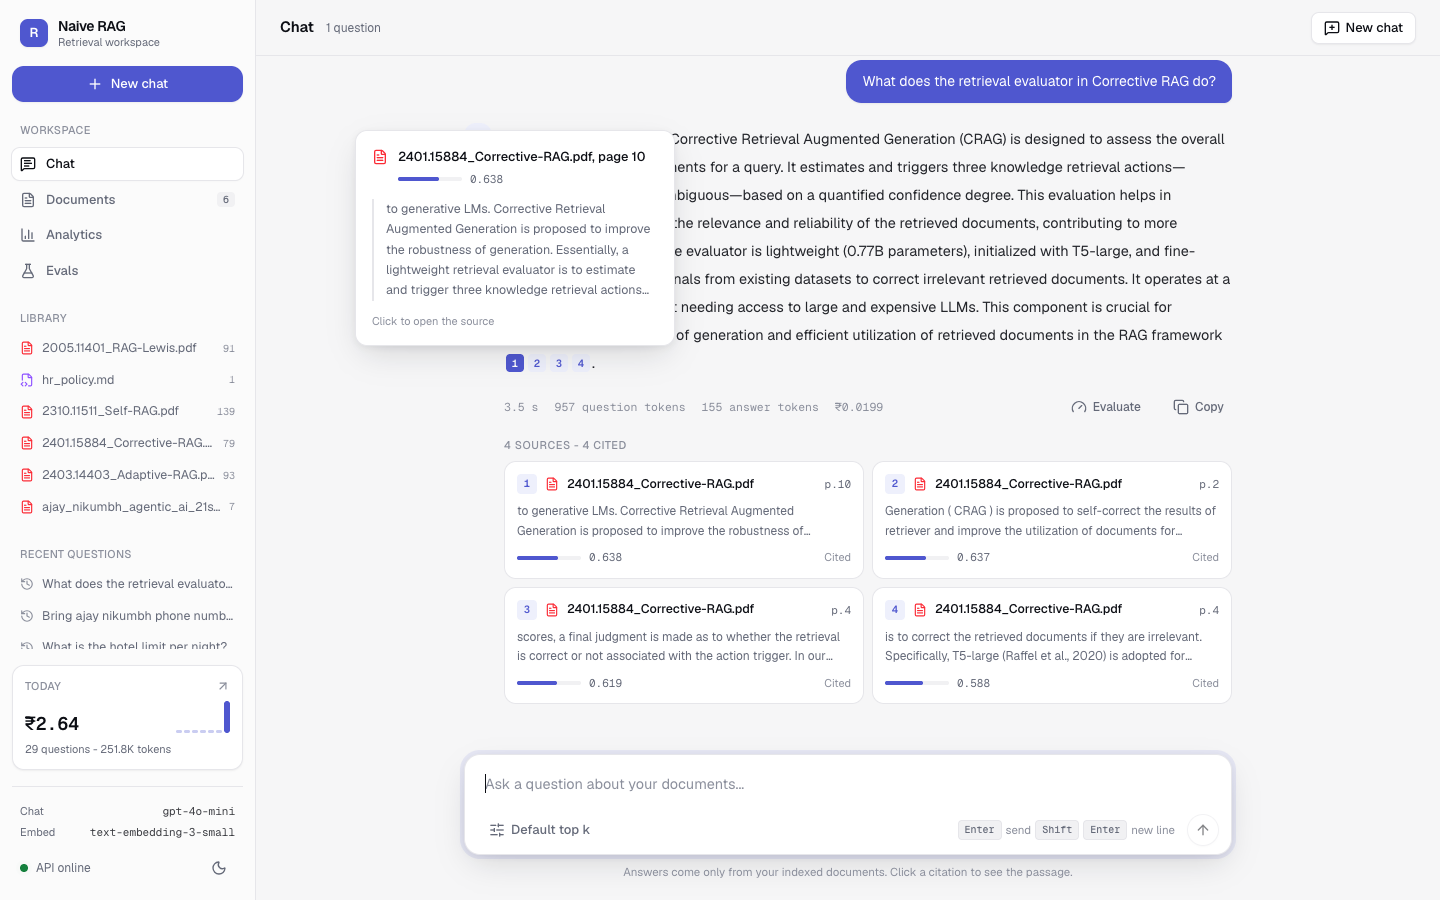 R
Naive RAG
Retrieval workspace
New chat
WORKSPACE
Chat
Documents 6
Analytics
Evals
LIBRARY
2005.11401_RAG-Lewis.pdf 91
hr_policy.md 1
2310.11511_Self-RAG.pdf 139
2401.15884_Corrective-RAG.... 79
2403.14403_Adaptive-RAG.p... 93
ajay_nikumbh_agentic_ai_21s... 7
RECENT QUESTIONS
What does the retrieval evaluato...
Bring ajay nikumbh phone numb...
What is the hotel limit per night?
TODAY
₹2.64
29 questions - 251.8K tokens
Chat gpt-4o-mini
Embed text-embedding-3-small
API online
Chat 1 question
New chat
What does the retrieval evaluator in Corrective RAG do?
2401.15884_Corrective-RAG.pdf, page 10
0.638
to generative LMs. Corrective Retrieval
Augmented Generation is proposed to improve
the robustness of generation. Essentially, a
lightweight retrieval evaluator is to estimate
and trigger three knowledge retrieval actions...
Click to open the source
Corrective Retrieval Augmented Generation (CRAG) is designed to assess the overall
for a query. It estimates and triggers three knowledge retrieval actions—
—based on a quantified confidence degree. This evaluation helps in
the relevance and reliability of the retrieved documents, contributing to more
evaluator is lightweight (0.77B parameters), initialized with T5-large, and fine-
from existing datasets to correct irrelevant retrieved documents. It operates at a
needing access to large and expensive LLMs. This component is crucial for
of generation and efficient utilization of retrieved documents in the RAG framework
1 2 3 4 .
3.5 s 957 question tokens 155 answer tokens ₹0.0199
Evaluate Copy
4 SOURCES - 4 CITED
1 2401.15884_Corrective-RAG.pdf p.10
to generative LMs. Corrective Retrieval Augmented
Generation is proposed to improve the robustness of...
0.638 Cited
2 2401.15884_Corrective-RAG.pdf p.2
Generation ( CRAG ) is proposed to self-correct the results of
retriever and improve the utilization of documents for...
0.637 Cited
3 2401.15884_Corrective-RAG.pdf p.4
scores, a final judgment is made as to whether the retrieval
is correct or not associated with the action trigger. In our...
0.619 Cited
4 2401.15884_Corrective-RAG.pdf p.4
is to correct the retrieved documents if they are irrelevant.
Specifically, T5-large (Raffel et al., 2020) is adopted for...
0.588 Cited
Ask a question about your documents...
Default top k
Enter send Shift Enter new line
Answers come only from your indexed documents. Click a citation to see the passage.